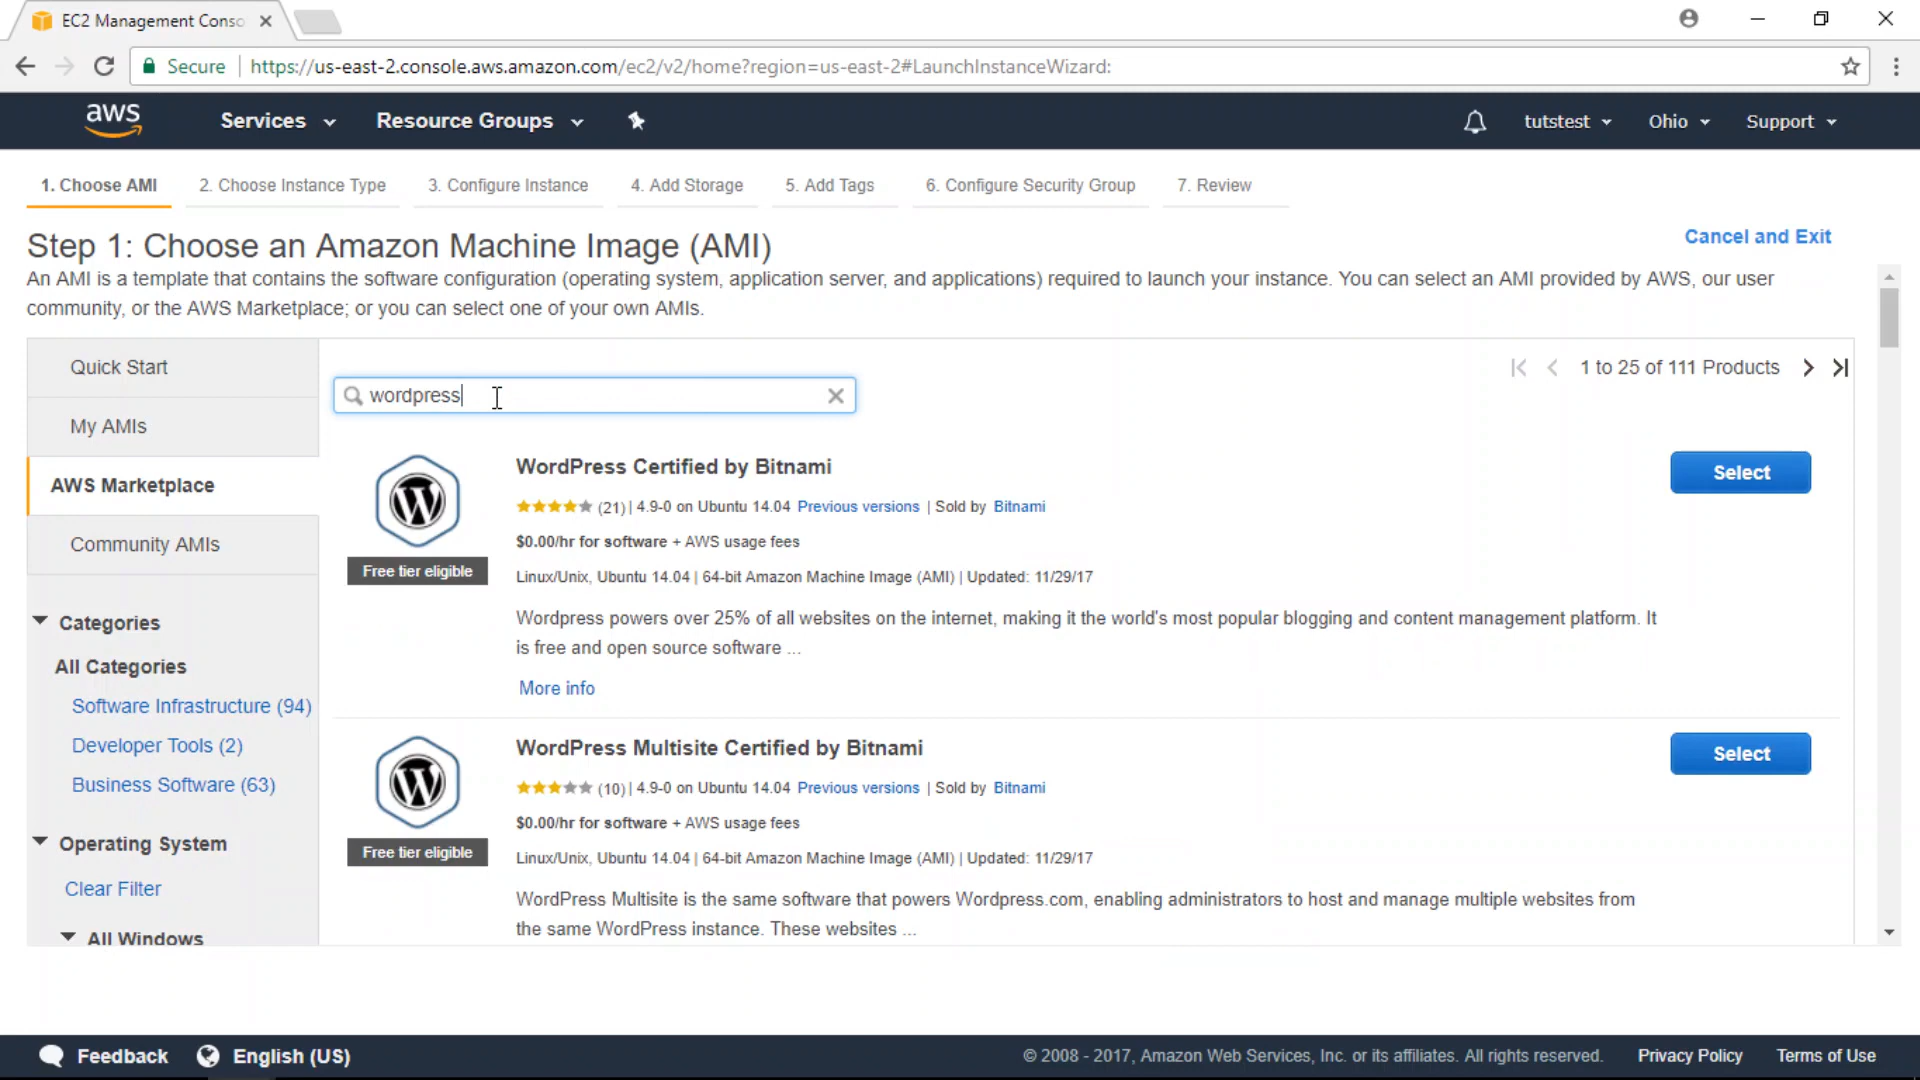 EC2 Management Conso
Secure
https://us-east-2.console.aws.amazon.com/ec2/v2/home?region=us-east-2#LaunchInstanceWizard:
aws
Services
Resource Groups
tutstest
Ohio
Support
1. Choose AMI
2. Choose Instance Type
3. Configure Instance
4. Add Storage
5. Add Tags
6. Configure Security Group
7. Review
Step 1: Choose an Amazon Machine Image (AMI)
Cancel and Exit
An AMI is a template that contains the software configuration (operating system, application server, and applications) required to launch your instance. You can select an AMI provided by AWS, our user
community, or the AWS Marketplace; or you can select one of your own AMIs.
Quick Start
My AMIs
AWS Marketplace
Community AMIs
Categories
All Categories
Software Infrastructure (94)
Developer Tools (2)
Business Software (63)
Operating System
Clear Filter
All Windows
wordpress
1 to 25 of 111 Products
WordPress Certified by Bitnami
Select
(21) | 4.9-0 on Ubuntu 14.04 Previous versions | Sold by Bitnami
$0.00/hr for software + AWS usage fees
Free tier eligible
Linux/Unix, Ubuntu 14.04 | 64-bit Amazon Machine Image (AMI) | Updated: 11/29/17
Wordpress powers over 25% of all websites on the internet, making it the world's most popular blogging and content management platform. It
is free and open source software ...
More info
WordPress Multisite Certified by Bitnami
Select
(10) | 4.9-0 on Ubuntu 14.04 Previous versions | Sold by Bitnami
$0.00/hr for software + AWS usage fees
Free tier eligible
Linux/Unix, Ubuntu 14.04 | 64-bit Amazon Machine Image (AMI) | Updated: 11/29/17
WordPress Multisite is the same software that powers Wordpress.com, enabling administrators to host and manage multiple websites from
the same WordPress instance. These websites ...
Feedback
English (US)
© 2008 - 2017, Amazon Web Services, Inc. or its affiliates. All rights reserved.
Privacy Policy
Terms of Use